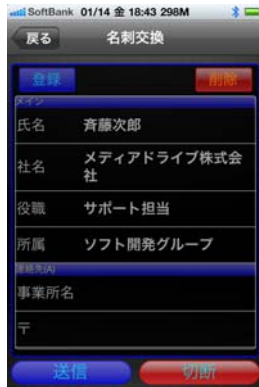 SoftBank 01/14 金 18:43 298M
戻る 名刺交換
登録 削除
メイン
氏名 斉藤次郎
社名 メディアドライブ株式会
社
役職 サポート担当
所属 ソフト開発グループ
連絡先(A)
事業所名
〒
送信 切断